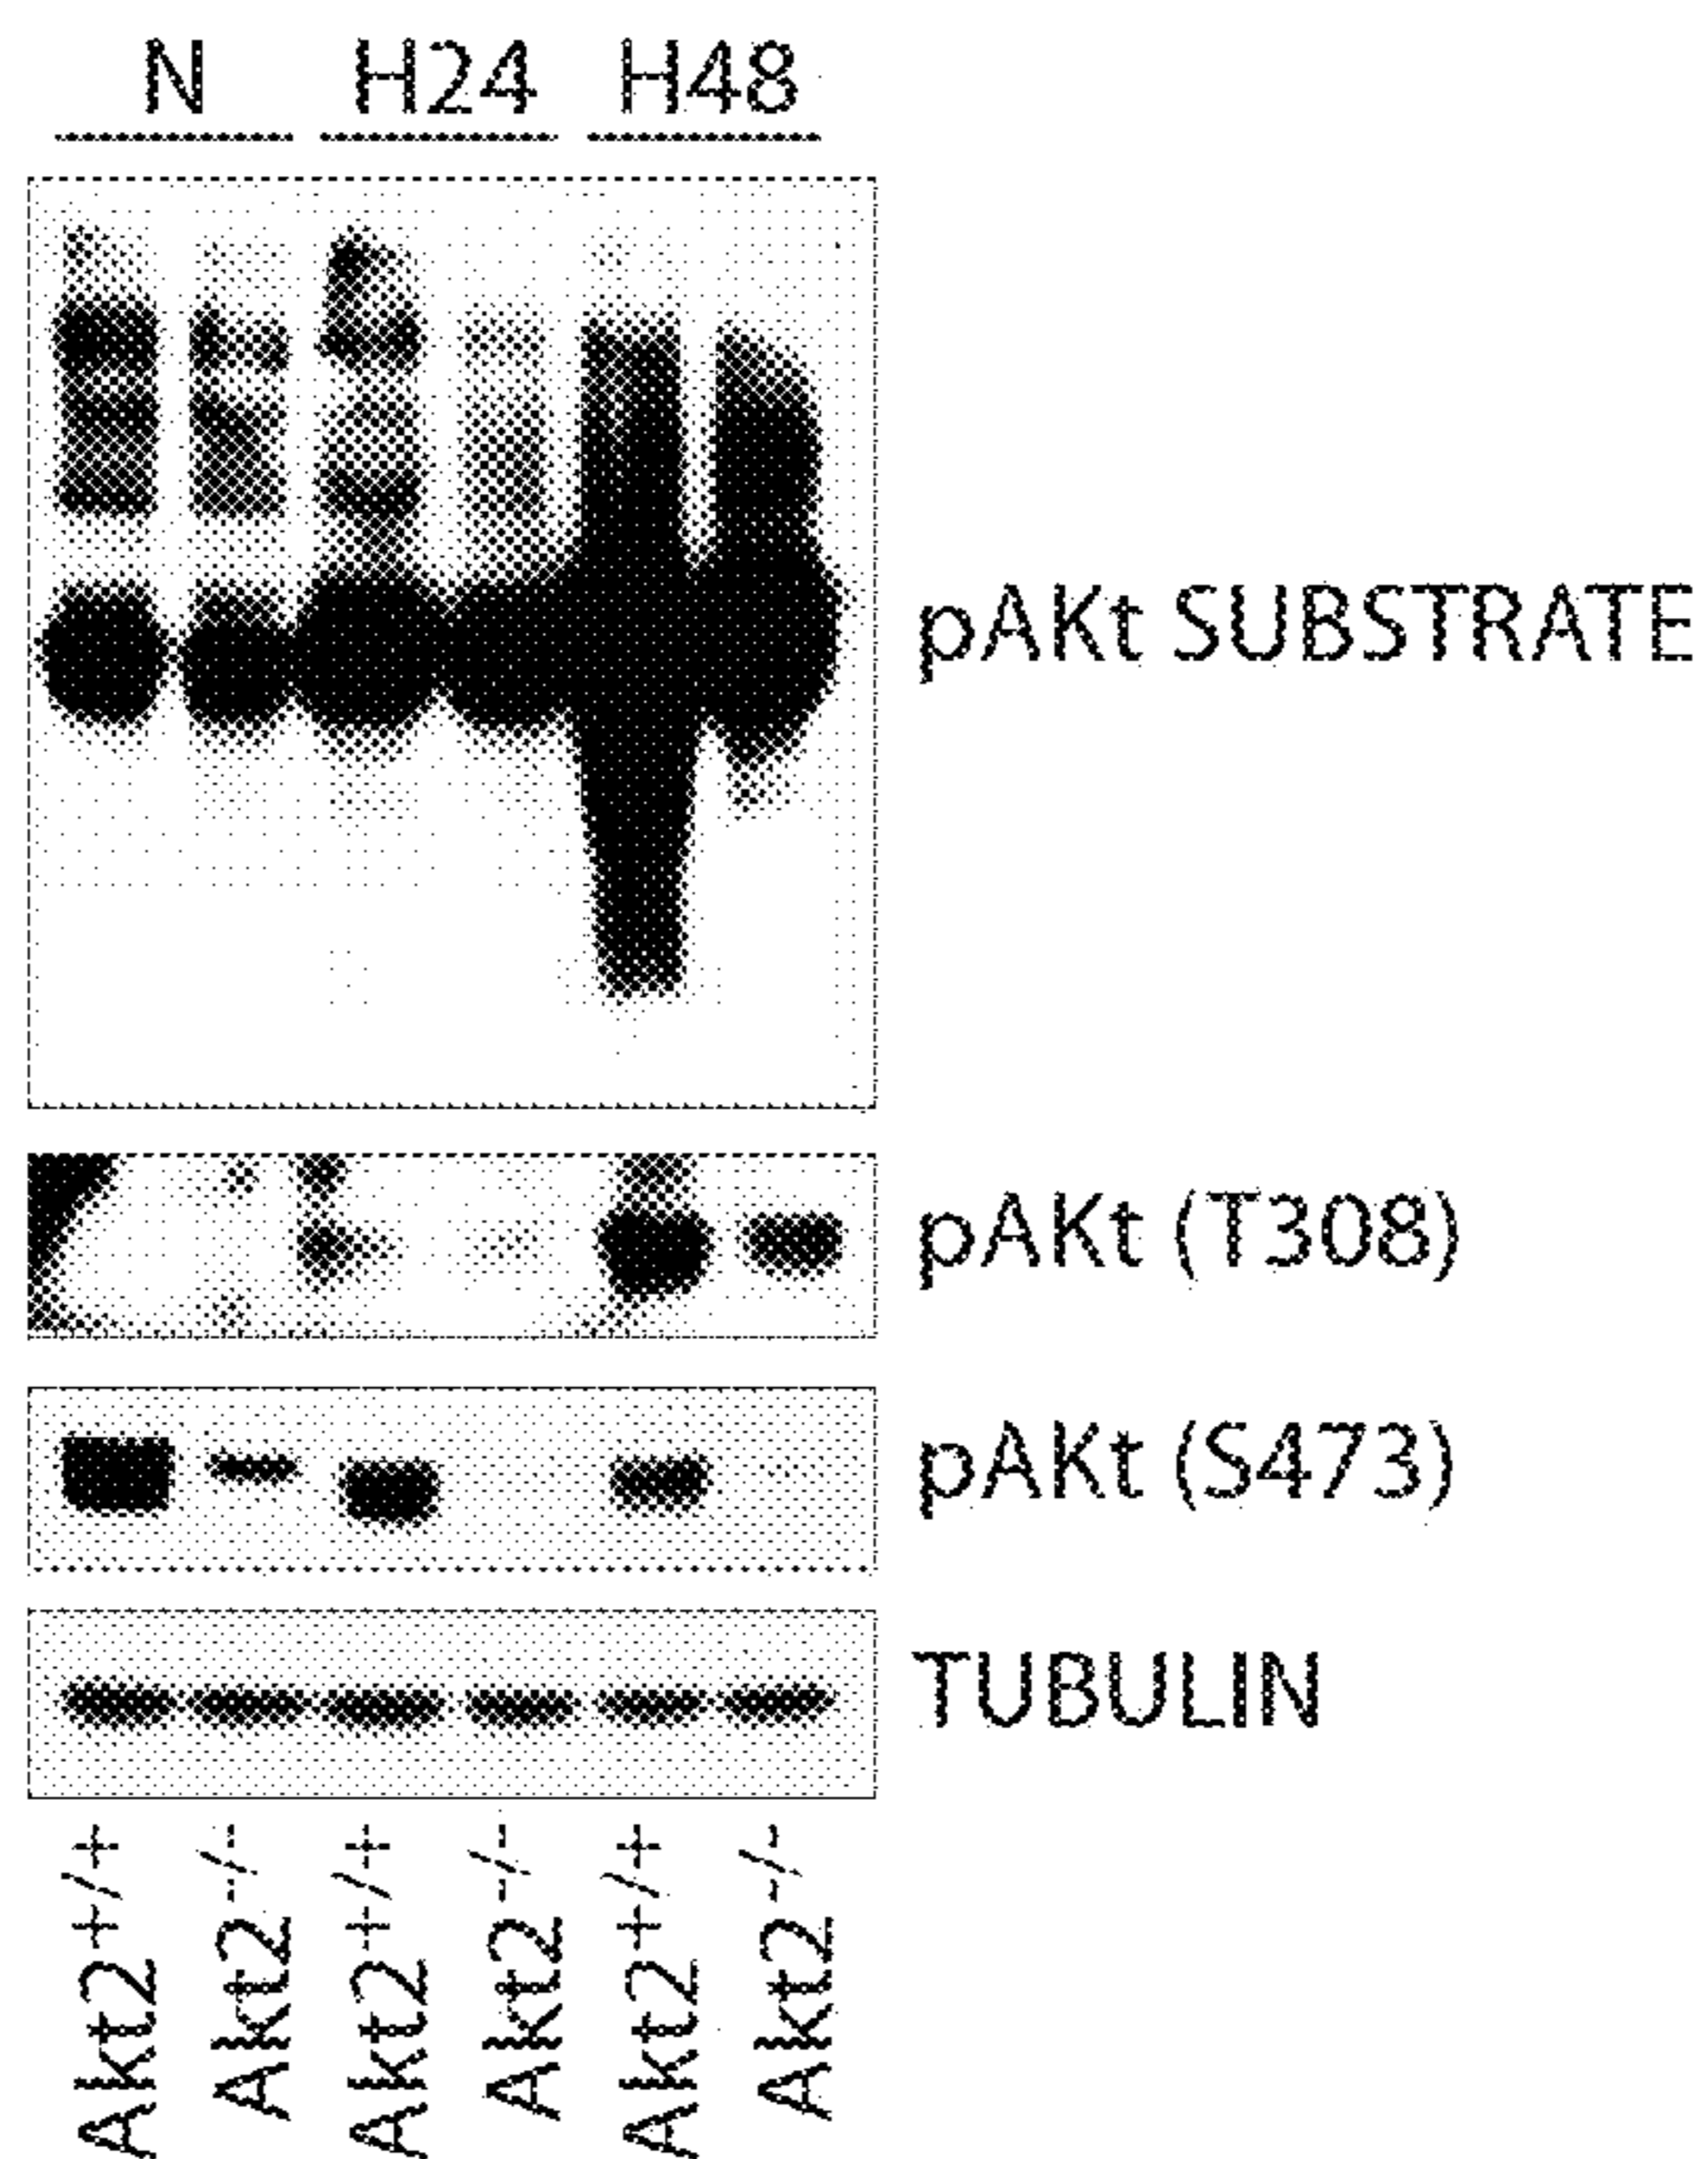 N H24 H48
pAKt SUBSTRATE
pAKt (T308)
pAKt (S473)
TUBULIN
Akt2+/+ Akt2-/- Akt2+/+ Akt2-/- Akt2+/+ Akt2-/-